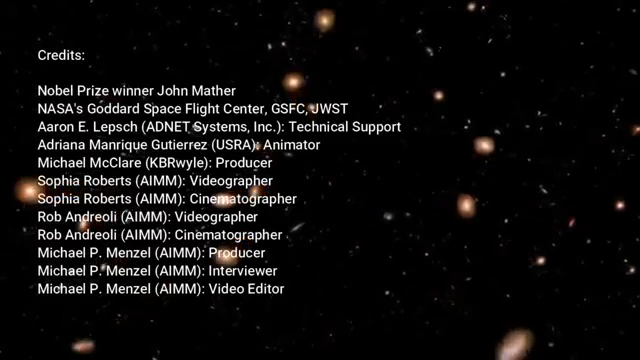 Credits:
Nobel Prize winner John Mather
NASA's Goddard Space Flight Center, GSFC, JWST
Aaron E. Lepsch (ADNET Systems, Inc.): Technical Support
Adriana Manrique Gutierrez (USRA): Animator
Michael McClare (KBRwyle): Producer
Sophia Roberts (AIMM): Videographer
Sophia Roberts (AIMM): Cinematographer
Rob Andreoli (AIMM): Videographer
Rob Andreoli (AIMM): Cinematographer
Michael P. Menzel (AIMM): Producer
Michael P. Menzel (AIMM): Interviewer
Michael P. Menzel (AIMM): Video Editor